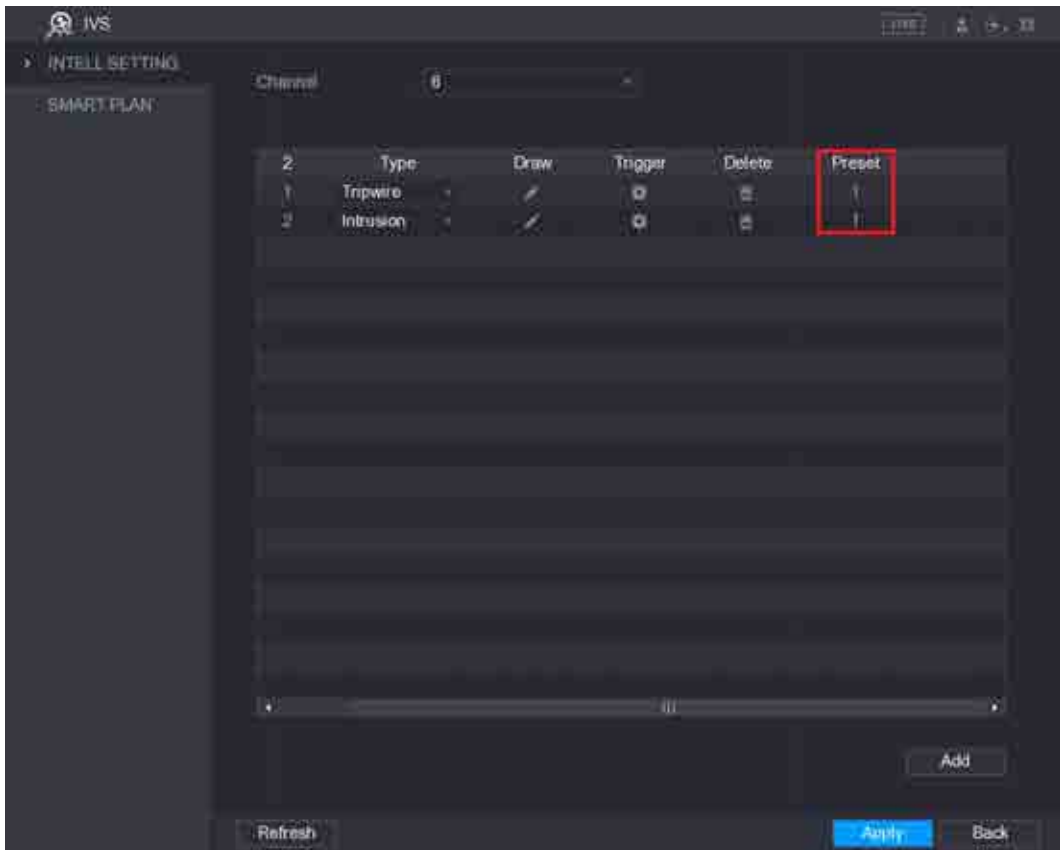 IVS LIVE
INTELL SETTING
Channel 6
SMART PLAN
2 Type Draw Trigger Delete Preset
1 Tripwire 1
2 Intrusion 1
Add
Refresh Apply Back